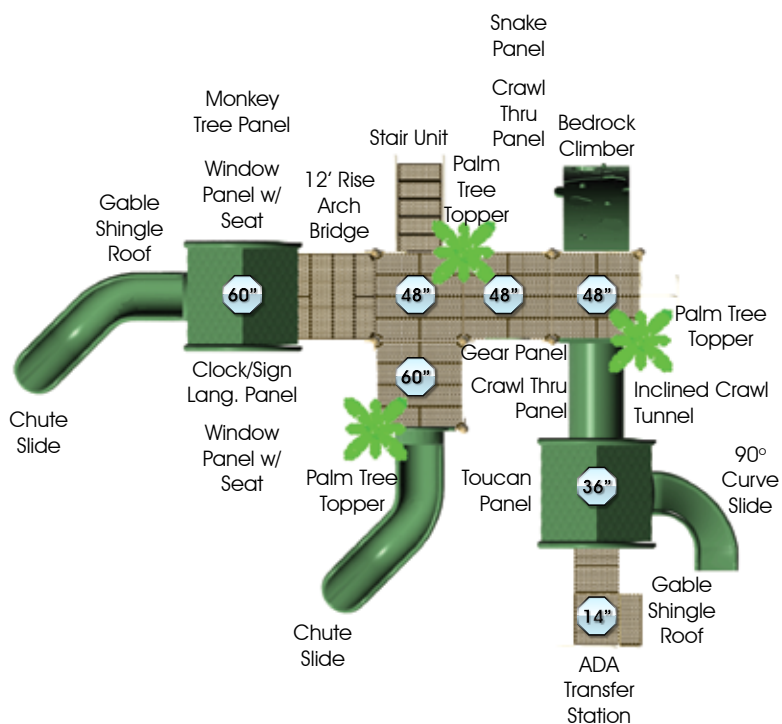 Snake
Panel
Crawl
Thru
Panel
Monkey
Tree Panel
Stair Unit
Bedrock
Climber
Window
Panel w/
Seat
12' Rise
Arch
Bridge
Palm
Tree
Topper
Gable
Shingle
Roof
60"
48"
48"
48"
Palm Tree
Topper
Gear Panel
Clock/Sign
Lang. Panel
60"
Crawl Thru
Panel
Inclined Crawl
Tunnel
Chute
Slide
Window
Panel w/
Seat
Palm Tree
Topper
Toucan
Panel
36"
90°
Curve
Slide
Gable
Shingle
Roof
14"
Chute
Slide
ADA
Transfer
Station